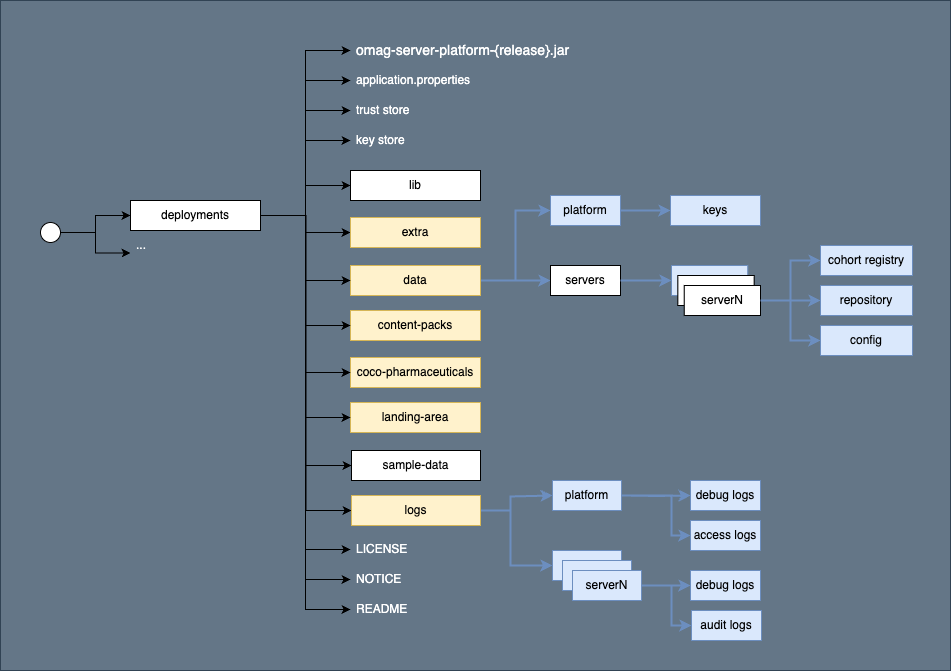 omag-server-platform-{release}.jar
application.properties
trust store
key store
lib
deployments
...
extra
data
content-packs
coco-pharmaceuticals
landing-area
sample-data
logs
LICENSE
NOTICE
README
platform
keys
servers
serverN
cohort registry
repository
config
platform
debug logs
access logs
serverN
debug logs
audit logs